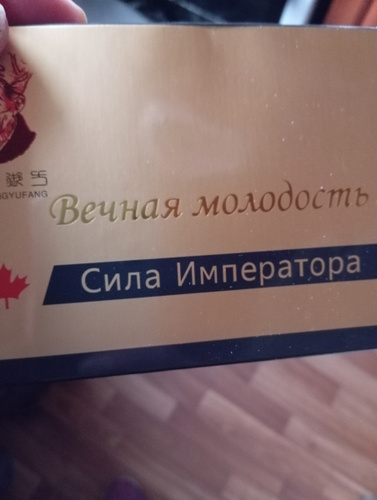 Вечная молодость
Сила Императора